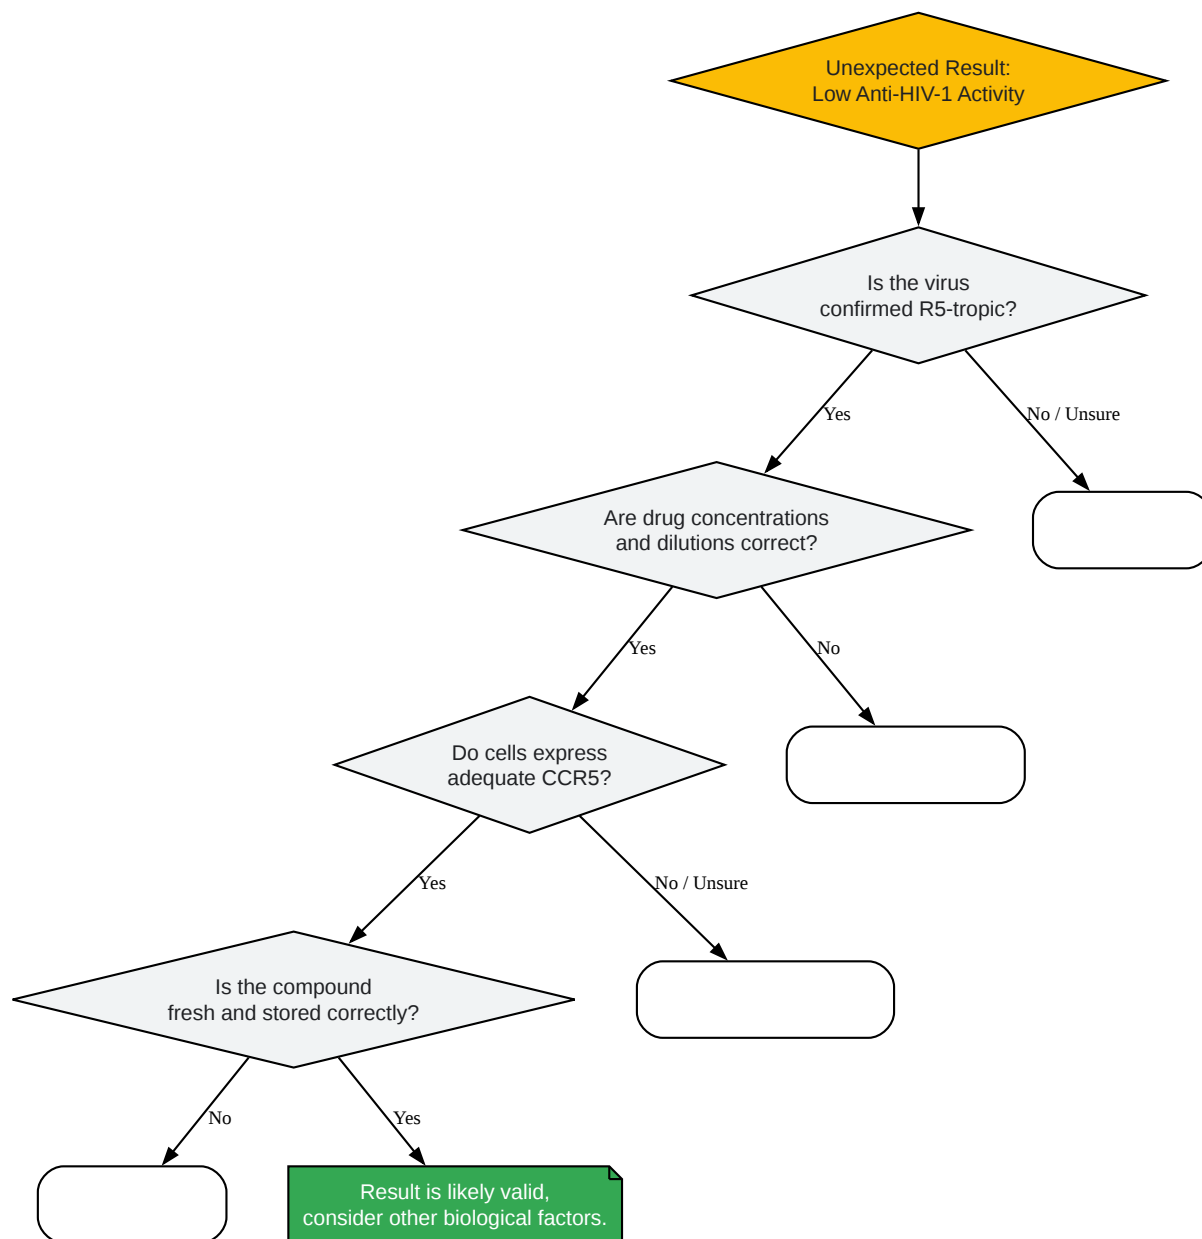 Unexpected Result:
Low Anti-HIV-1 Activity
Is the virus
confirmed R5-tropic?
Yes
No / Unsure
Are drug concentrations
and dilutions correct?
Yes
No
Do cells express
adequate CCR5?
Yes
No / Unsure
Is the compound
fresh and stored correctly?
No
Yes
Result is likely valid,
consider other biological factors.